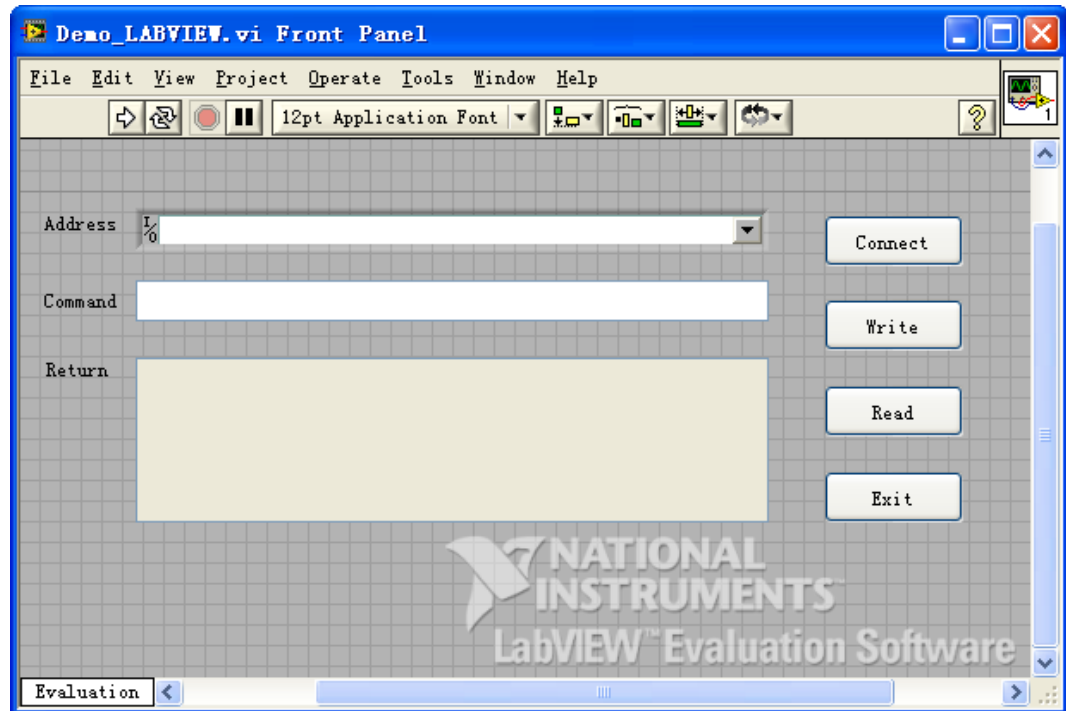 Demo_LABVIEW.vi Front Panel
File Edit View Project Operate Tools Window Help
12pt Application Font
1
Address
Connect
Command
Write
Return
Read
Exit
NATIONAL
INSTRUMENTS
LabVIEW™ Evaluation Software
Evaluation